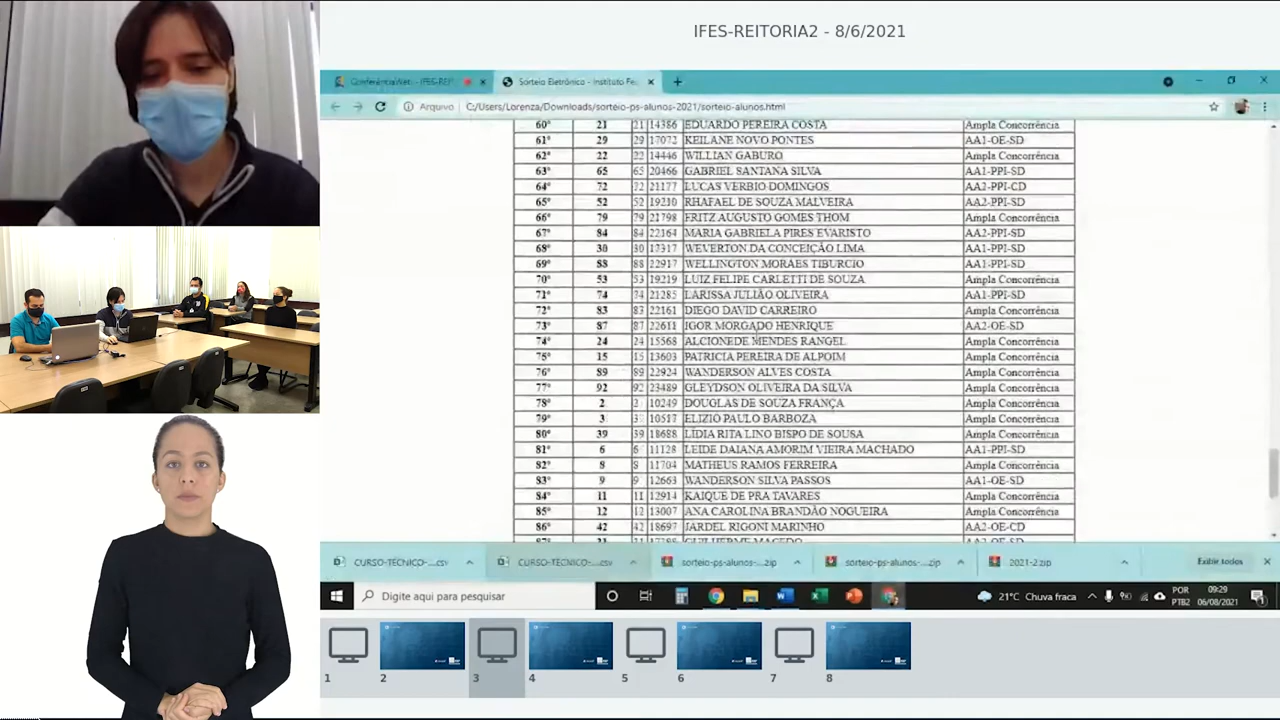 IFES-REITORIA2 - 8/6/2021
Sorteio Eletrônico - Instituto Fe
Arquivo C:/Users/Lorenza/Downloads/sorteio-ps-alunos-2021/sorteio-alunos.html
60º 21 21 14386 EDUARDO PEREIRA COSTA Ampla Concorrência
61º 29 29 17072 KEILANE NOVO PONTES AA1-OE-SD
62º 22 22 14446 WILLIAN GABURO Ampla Concorrência
63º 65 65 20466 GABRIEL SANTANA SILVA AA1-PPI-SD
64º 72 72 21177 LUCAS VERBIO DOMINGOS AA2-PPI-CD
65º 52 52 19210 RHAFAEL DE SOUZA MALVEIRA AA2-PPI-SD
66º 79 79 21798 FRITZ AUGUSTO GOMES THOM Ampla Concorrência
67º 84 84 22164 MARIA GABRIELA PIRES EVARISTO AA2-PPI-SD
68º 30 30 17317 WEVERTON DA CONCEIÇÃO LIMA AA1-PPI-SD
69º 88 88 22917 WELLINGTON MORAES TIBURCIO AA1-PPI-SD
70º 53 53 19219 LUIZ FELIPE CARLETTI DE SOUZA Ampla Concorrência
71º 74 74 21285 LARISSA JULIÃO OLIVEIRA AA1-PPI-SD
72º 83 83 22161 DIEGO DAVID CARREIRO Ampla Concorrência
73º 87 87 22611 IGOR MORGADO HENRIQUE AA2-OE-SD
74º 24 24 15568 ALCIONEDE MENDES RANGEL Ampla Concorrência
75º 15 15 13603 PATRICIA PEREIRA DE ALPOIM Ampla Concorrência
76º 89 89 22924 WANDERSON ALVES COSTA Ampla Concorrência
77º 92 92 23489 GLEYDSON OLIVEIRA DA SILVA Ampla Concorrência
78º 2 2 10249 DOUGLAS DE SOUZA FRANÇA Ampla Concorrência
79º 3 3 10517 ELIZIO PAULO BARBOZA Ampla Concorrência
80º 39 39 18688 LÍDIA RITA LINO BISPO DE SOUSA Ampla Concorrência
81º 6 6 11128 LEIDE DAIANA AMORIM VIEIRA MACHADO AA1-PPI-SD
82º 8 8 11704 MATHEUS RAMOS FERREIRA Ampla Concorrência
83º 9 9 12663 WANDERSON SILVA PASSOS AA1-OE-SD
84º 11 11 12914 KAIQUE DE PRA TAVARES Ampla Concorrência
85º 12 12 13007 ANA CAROLINA BRANDÃO NOGUEIRA Ampla Concorrência
86º 42 42 18697 JARDEL RIGONI MARINHO AA2-OE-CD
CURSO-TÉCNICO-....csv CURSO-TÉCNICO-....csv sorteio-ps-alunos-....zip sorteio-ps-alunos-....zip 2021-2.zip Exibir todos
Digite aqui para pesquisar 21°C Chuva fraca POR PTB2 09:29 06/08/2021
1 2 3 4 5 6 7 8